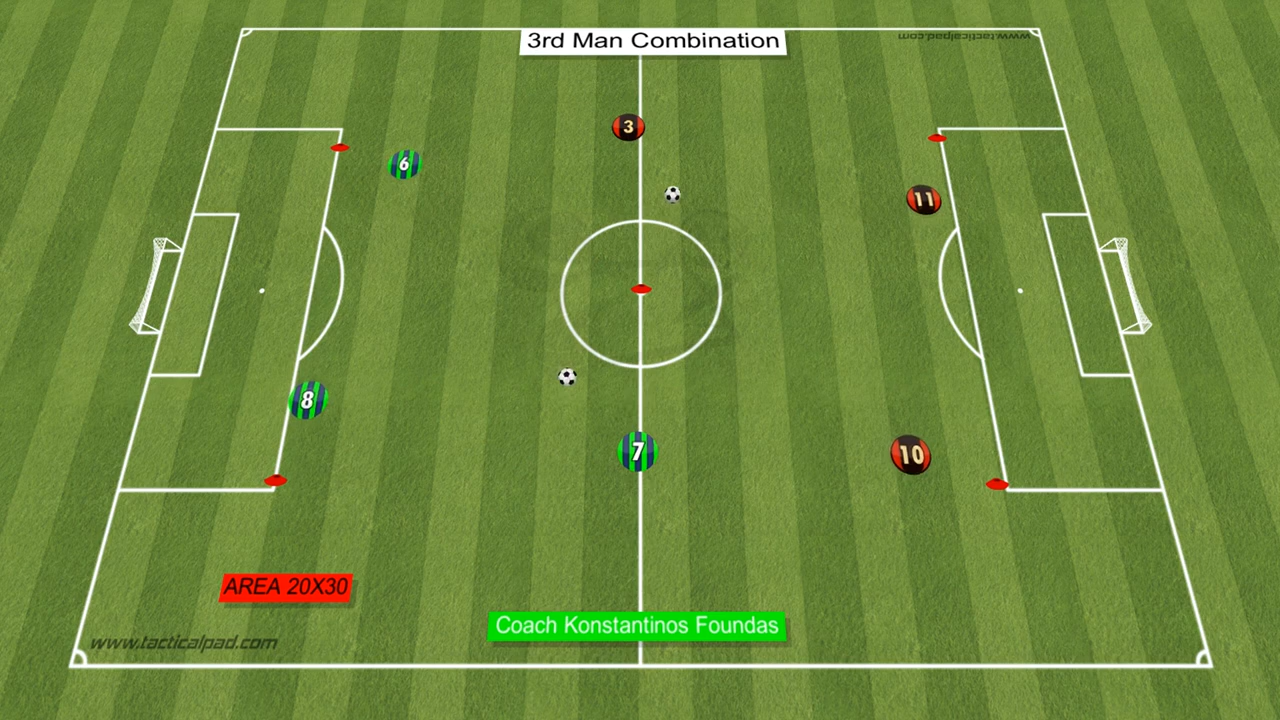 3rd Man Combination
www.tacticalpad.com
3
6
11
8
7
10
AREA 20X30
Coach Konstantinos Foundas
www.tacticalpad.com